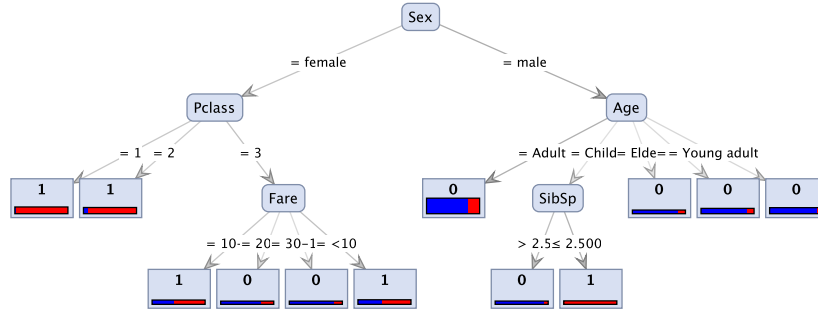 Sex
= female
= male
Pclass
Age
= 1
= 2
= 3
= Adult
= Child
= Elde
=
= Young adult
1
1
Fare
0
SibSp
0
0
0
= 10-
= 20
= 30-1
= <10
> 2.5
≤ 2.500
1
0
0
1
0
1